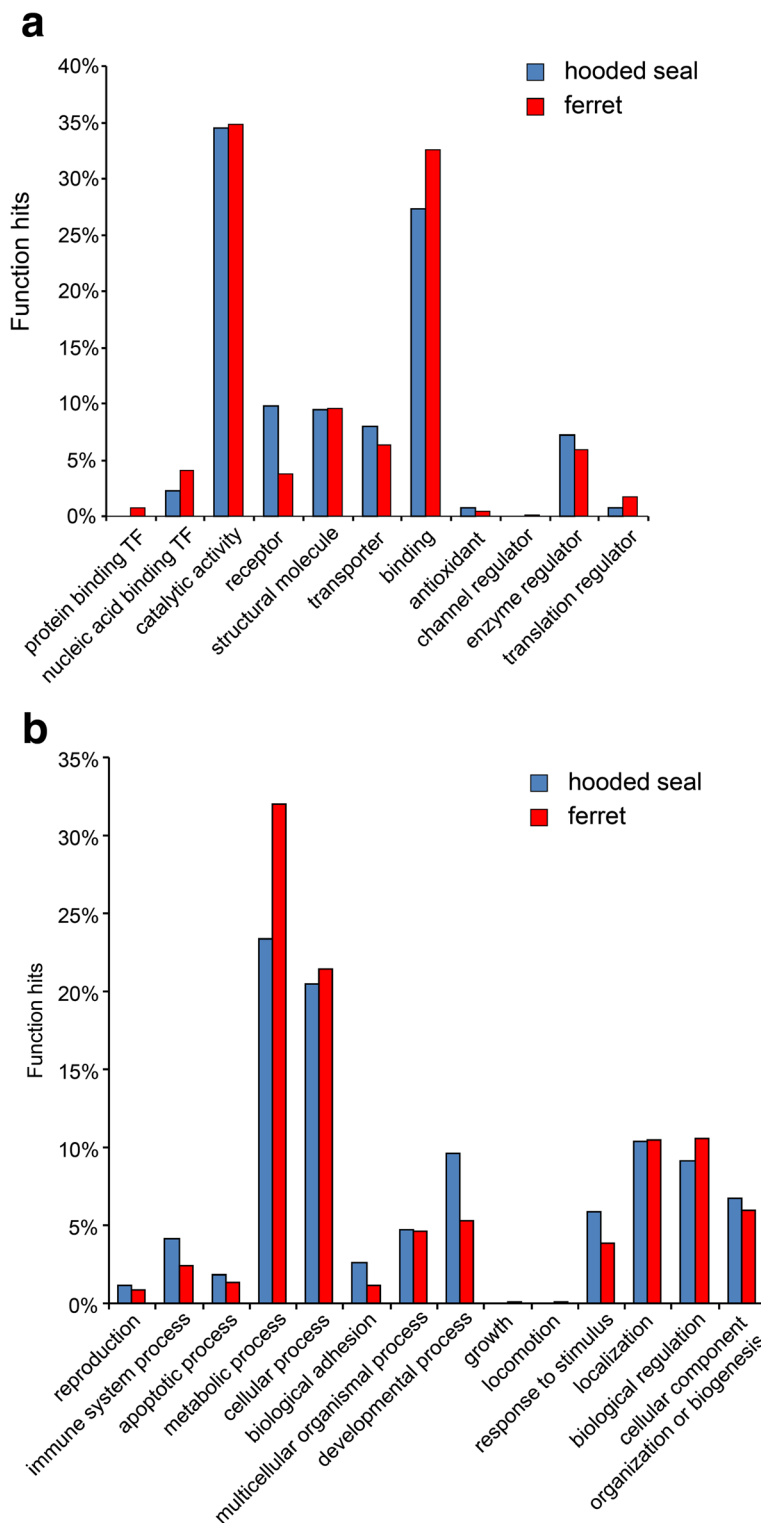 a
40%
35%
30%
25%
20%
15%
10%
5%
0%
Function hits
hooded seal
ferret
protein binding TF
nucleic acid binding TF
catalytic activity
receptor
structural molecule
transporter
binding
antioxidant
channel regulator
enzyme regulator
translation regulator
b
35%
30%
25%
20%
15%
10%
5%
0%
Function hits
hooded seal
ferret
reproduction
immune system process
apoptotic process
metabolic process
cellular process
biological adhesion
multicellular organismal process
developmental process
growth
locomotion
response to stimulus
localization
biological regulation
cellular component
organization or biogenesis